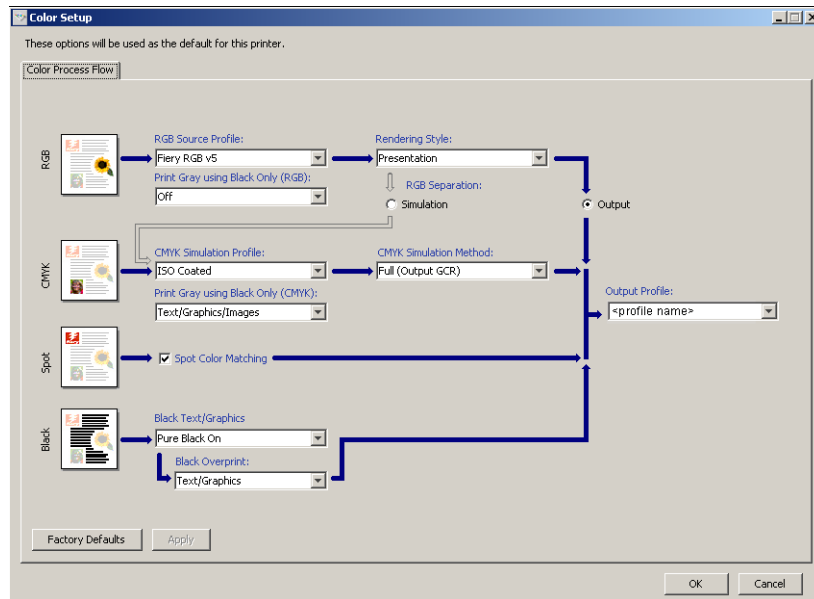 Color Setup
These options will be used as the default for this printer.
Color Process Flow
RGB
RGB Source Profile:
Rendering Style:
Fiery RGB v5
Presentation
Print Gray using Black Only (RGB):
RGB Separation:
Off
Simulation
Output
CMYK
CMYK Simulation Profile:
CMYK Simulation Method:
ISO Coated
Full (Output GCR)
Print Gray using Black Only (CMYK):
Output Profile:
Text/Graphics/Images
<profile name>
Spot
Spot Color Matching
Black
Black Text/Graphics
Pure Black On
Black Overprint:
Text/Graphics
Factory Defaults
Apply
OK
Cancel